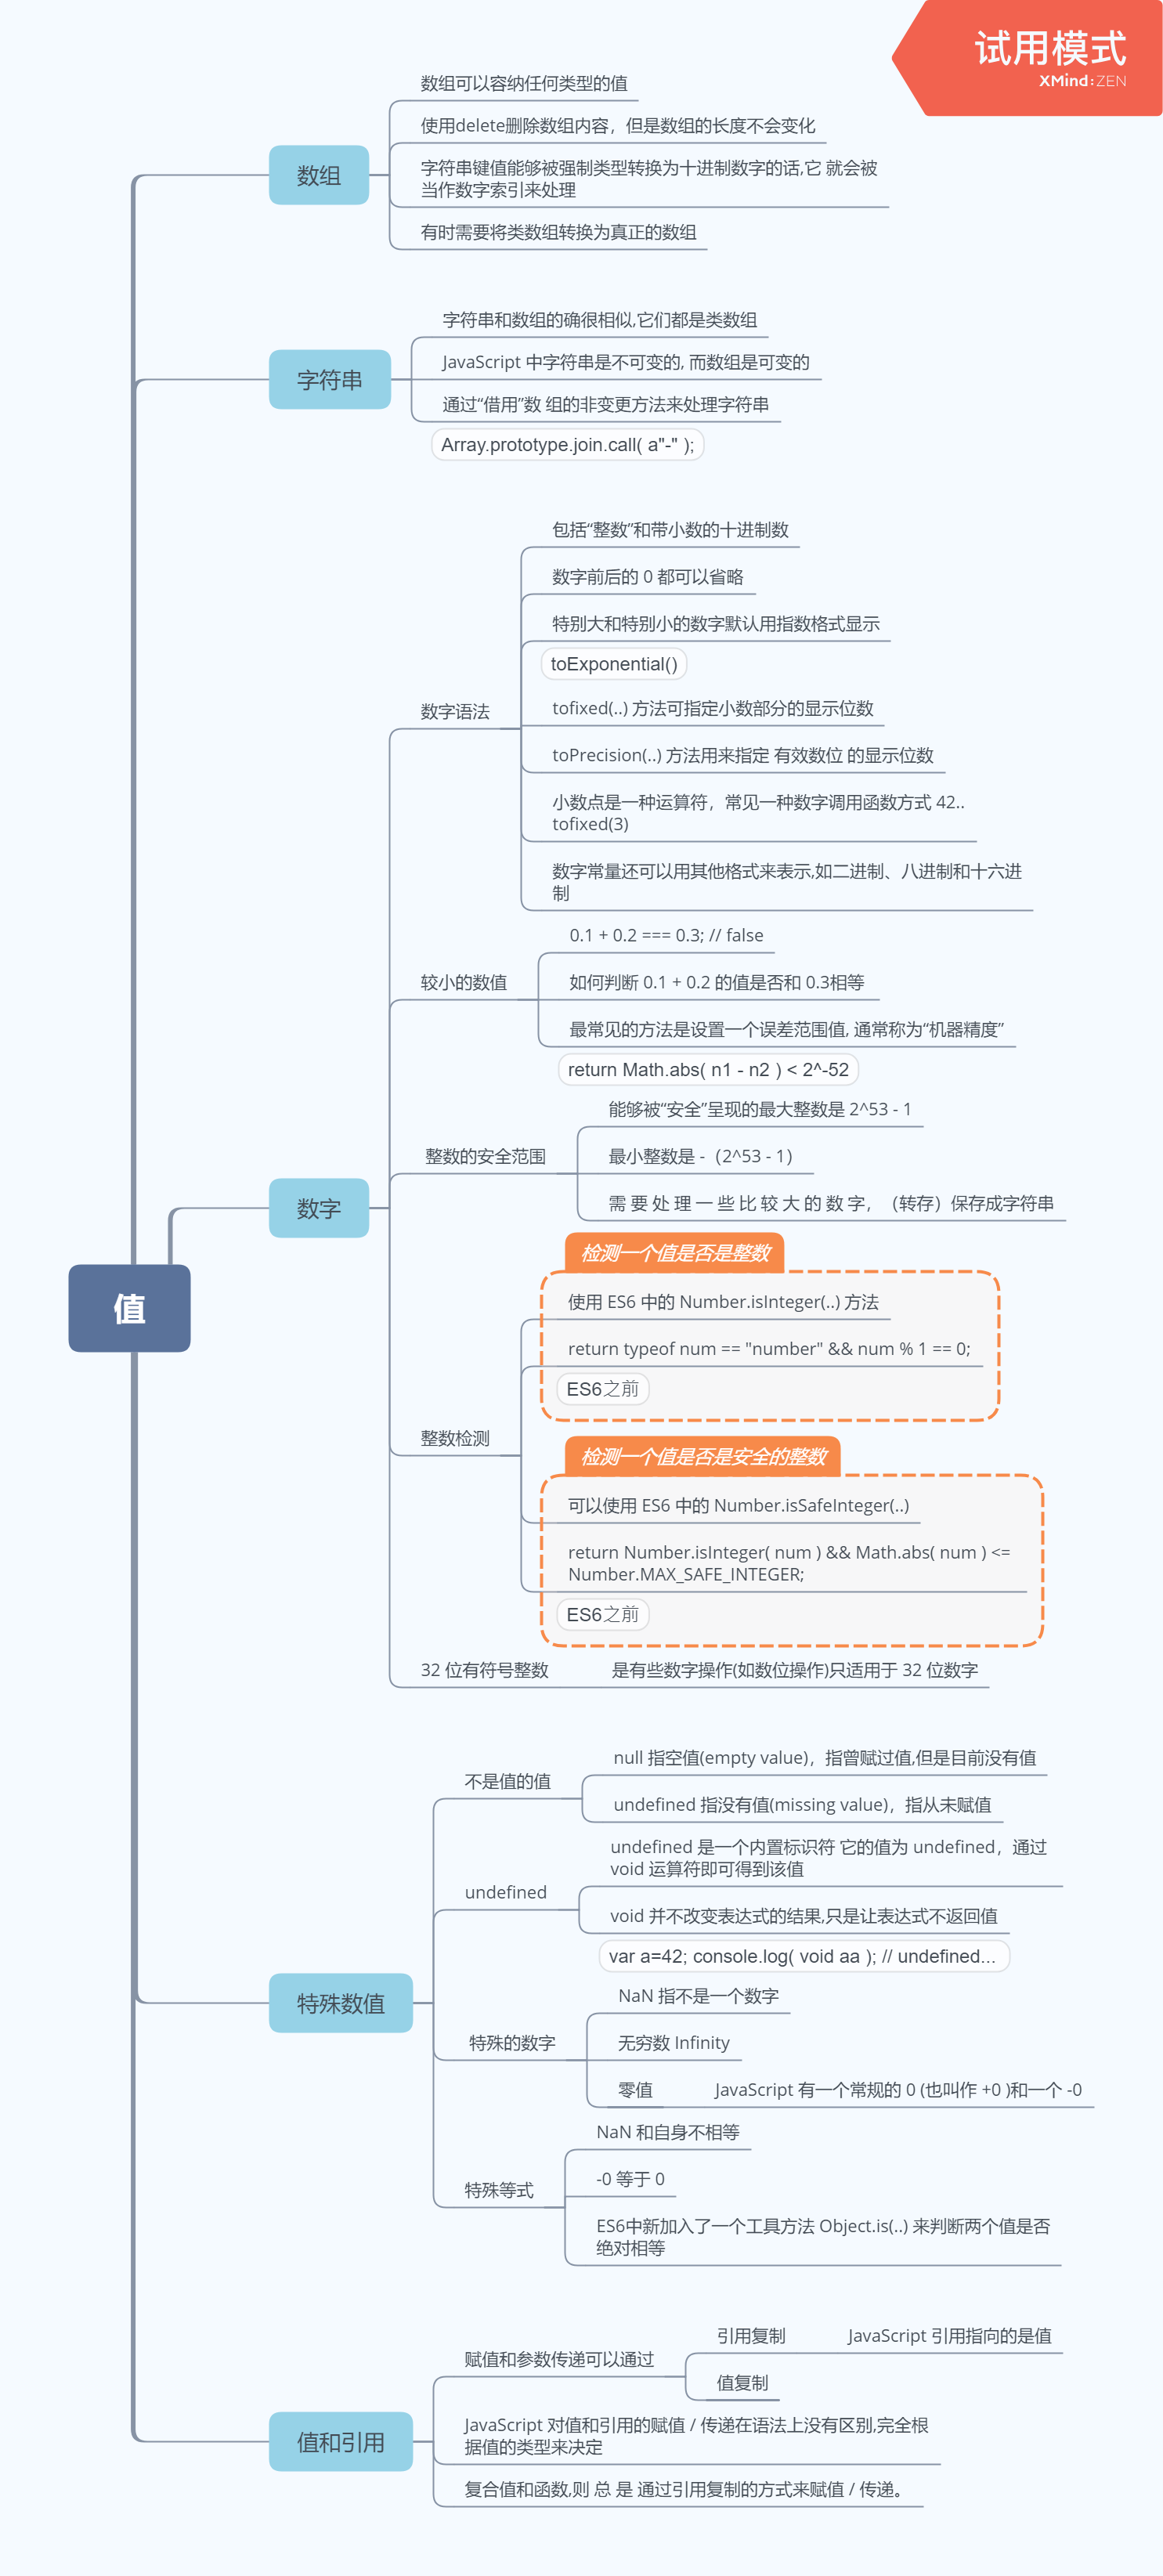 试用模式
XMind:ZEN
数组可以容纳任何类型的值
使用delete删除数组内容，但是数组的长度不会变化
数组
字符串键值能够被强制类型转换为十进制数字的话,它 就会被
当作数字索引来处理
有时需要将类数组转换为真正的数组
字符串和数组的确很相似,它们都是类数组
字符串
JavaScript 中字符串是不可变的, 而数组是可变的
通过“借用”数 组的非变更方法来处理字符串
Array.prototype.join.call( a"-" );
包括“整数”和带小数的十进制数
数字前后的 0 都可以省略
特别大和特别小的数字默认用指数格式显示
toExponential()
数字语法
tofixed(..) 方法可指定小数部分的显示位数
toPrecision(..) 方法用来指定 有效数位 的显示位数
小数点是一种运算符，常见一种数字调用函数方式 42..
tofixed(3)
数字常量还可以用其他格式来表示,如二进制、八进制和十六进
制
0.1 + 0.2 === 0.3; // false
较小的数值
如何判断 0.1 + 0.2 的值是否和 0.3相等
最常见的方法是设置一个误差范围值, 通常称为“机器精度”
return Math.abs( n1 - n2 ) < 2^-52
能够被“安全”呈现的最大整数是 2^53 - 1
整数的安全范围
最小整数是 -（2^53 - 1）
需 要 处 理 一 些 比 较 大 的 数 字，（转存）保存成字符串
数字
检测一个值是否是整数
使用 ES6 中的 Number.isInteger(..) 方法
值
return typeof num == "number" && num % 1 == 0;
ES6之前
整数检测
检测一个值是否是安全的整数
可以使用 ES6 中的 Number.isSafeInteger(..)
return Number.isInteger( num ) && Math.abs( num ) <=
Number.MAX_SAFE_INTEGER;
ES6之前
32 位有符号整数
是有些数字操作(如数位操作)只适用于 32 位数字
null 指空值(empty value)，指曾赋过值,但是目前没有值
不是值的值
undefined 指没有值(missing value)，指从未赋值
undefined 是一个内置标识符 它的值为 undefined，通过
void 运算符即可得到该值
undefined
void 并不改变表达式的结果,只是让表达式不返回值
var a=42; console.log( void aa ); // undefined...
特殊数值
NaN 指不是一个数字
特殊的数字
无穷数 Infinity
零值
JavaScript 有一个常规的 0 (也叫作 +0 )和一个 -0
NaN 和自身不相等
-0 等于 0
特殊等式
ES6中新加入了一个工具方法 Object.is(..) 来判断两个值是否
绝对相等
引用复制
JavaScript 引用指向的是值
赋值和参数传递可以通过
值复制
值和引用
JavaScript 对值和引用的赋值 / 传递在语法上没有区别,完全根
据值的类型来决定
复合值和函数,则 总 是 通过引用复制的方式来赋值 / 传递。